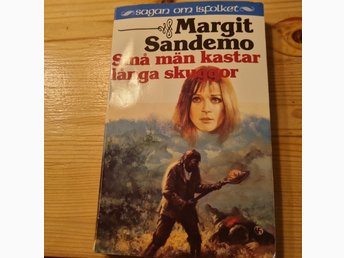 sagan om isfolket
Margit
Sandemo
Små män kastar
långa skuggor